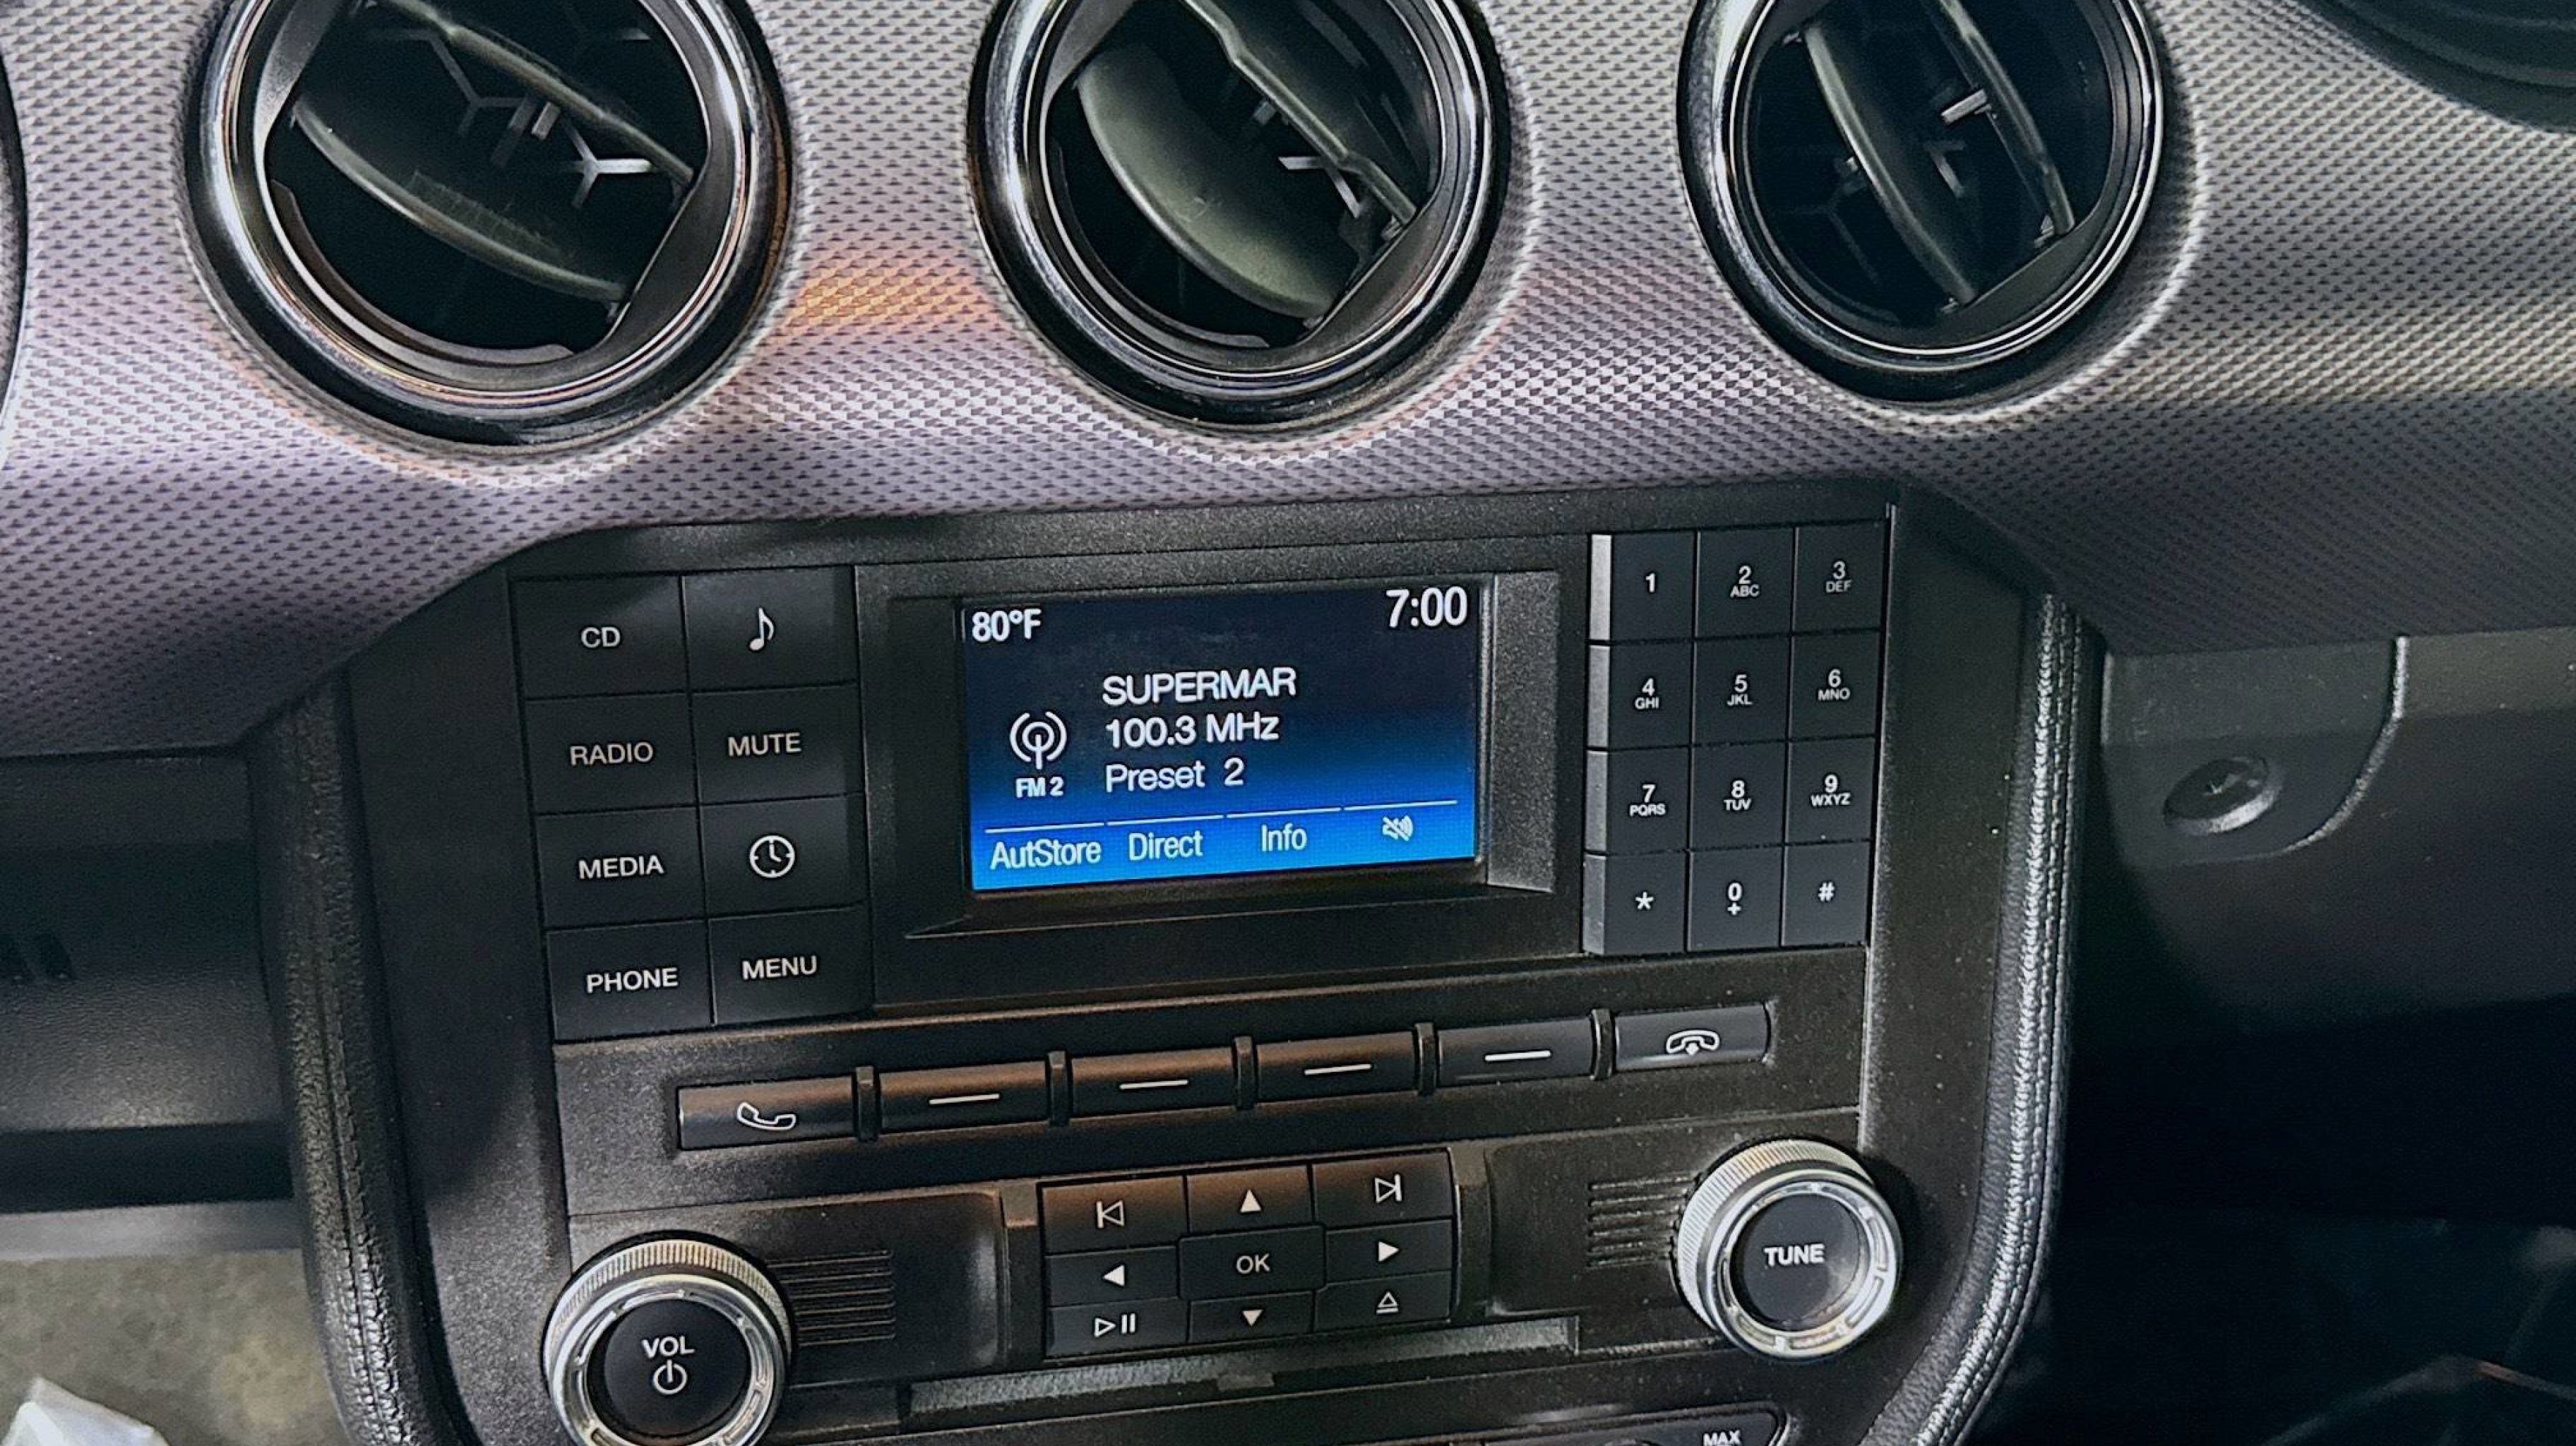 80°F 7:00
SUPERMAR
100.3 MHz
FM 2 Preset 2
AutStore Direct Info
CD
RADIO MUTE
MEDIA
PHONE MENU
1 2 ABC 3 DEF
4 GHI 5 JKL 6 MNO
7 PQRS 8 TUV 9 WXYZ
* 0 + #
OK
VOL
TUNE
MAX